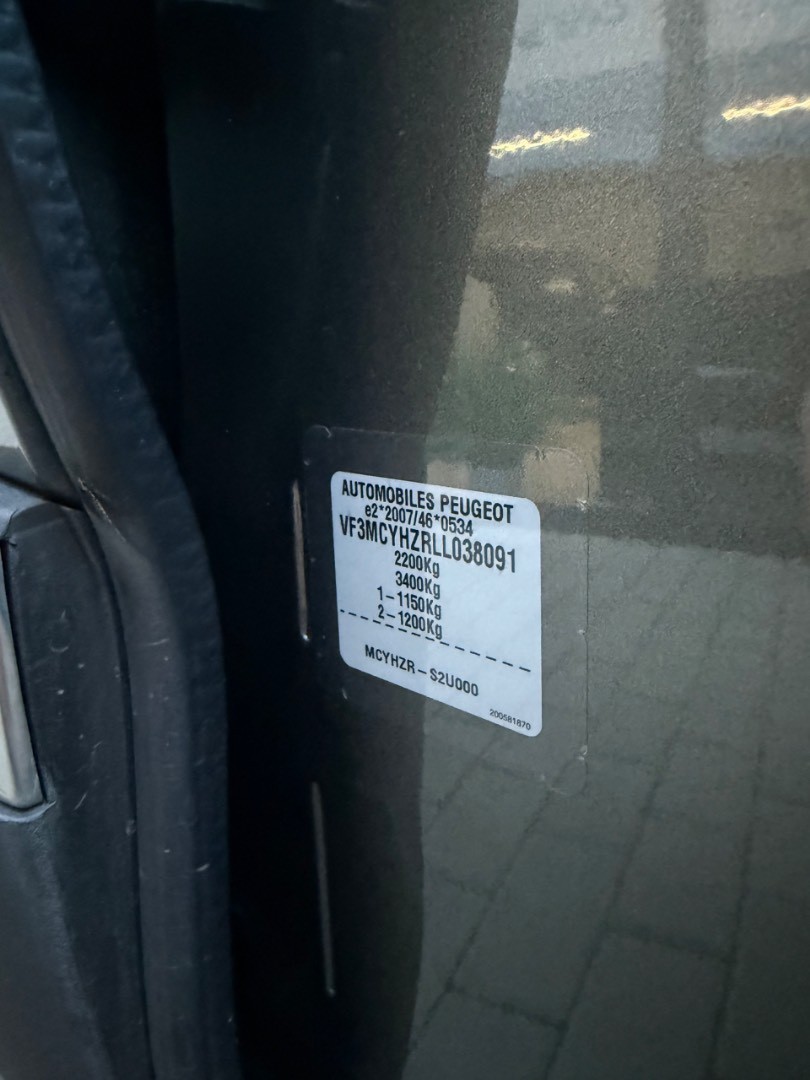 AUTOMOBILES PEUGEOT
e2*2007/46*0534
VF3MCYHZRLL038091
2200Kg
3400Kg
1-1150Kg
2-1200Kg
MCYHZR-S2U000
200581870